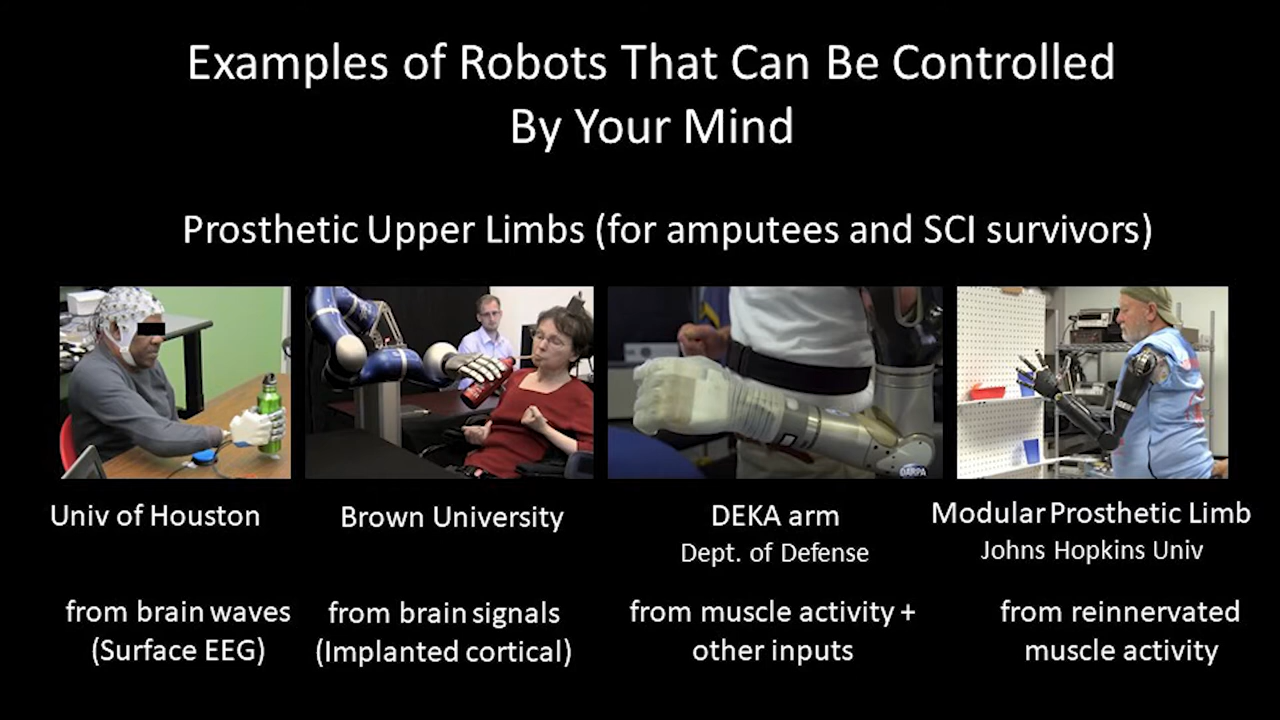 Examples of Robots That Can Be Controlled
By Your Mind
Prosthetic Upper Limbs (for amputees and SCI survivors)
DARPA
Univ of Houston
Brown University
DEKA arm
Dept. of Defense
Modular Prosthetic Limb
Johns Hopkins Univ
from brain waves
(Surface EEG)
from brain signals
(Implanted cortical)
from muscle activity +
other inputs
from reinnervated
muscle activity